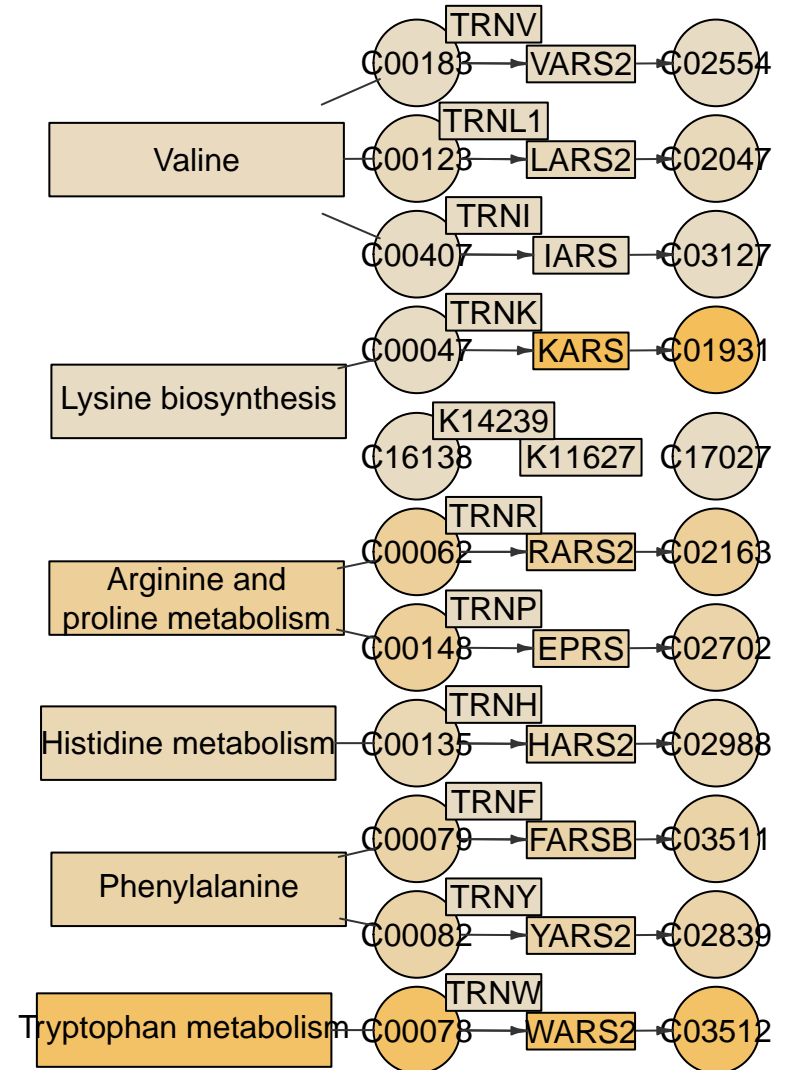 TRNV
C00183 VARS2 C02554
TRNL1
Valine C00123 LARS2 C02047
TRNI
C00407 IARS C03127
TRNK
C00047 KARS C01931
Lysine biosynthesis
K14239
C16138 K11627 C17027
TRNR
C00062 RARS2 C02163
Arginine and
proline metabolism
TRNP
C00148 EPRS C02702
TRNH
Histidine metabolism C00135 HARS2 C02988
TRNF
C00079 FARSB C03511
Phenylalanine
TRNY
C00082 YARS2 C02839
TRNW
Tryptophan metabolism C00078 WARS2 C03512